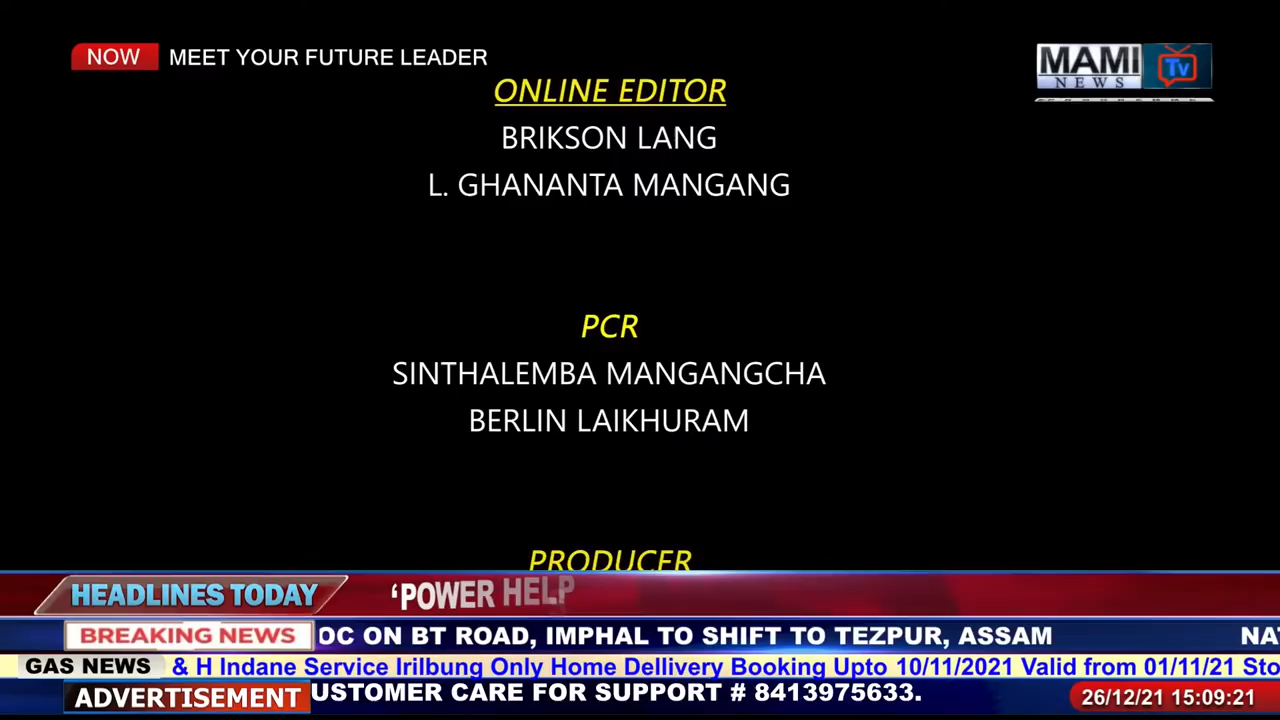 NOW MEET YOUR FUTURE LEADER
MAMI Tv
NEWS
ONLINE EDITOR
BRIKSON LANG
L. GHANANTA MANGANG
PCR
SINTHALEMBA MANGANGCHA
BERLIN LAIKHURAM
PRODUCER
HEADLINES TODAY ‘POWER HELP
BREAKING NEWS OC ON BT ROAD, IMPHAL TO SHIFT TO TEZPUR, ASSAM NA
GAS NEWS & H Indane Service Irilbung Only Home Dellivery Booking Upto 10/11/2021 Valid from 01/11/21 Sto
ADVERTISEMENT USTOMER CARE FOR SUPPORT # 8413975633.
26/12/21 15:09:21